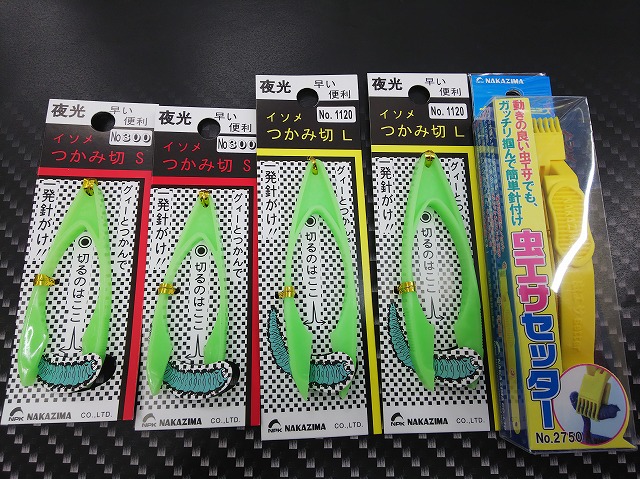 夜光
早い
便利
No.300
イソメ
つかみ切 S
グィーとつかんで
一発針がけ!!
切るのはここ
NPK NAKAZIMA CO.,LTD.
夜光
早い
便利
No.300
イソメ
つかみ切 S
グィーとつかんで
一発針がけ!!
切るのはここ
NPK NAKAZIMA CO.,LTD.
夜光
早い
便利
No. 1120
イソメ
つかみ切 L
グィーとつかんで
一発針がけ!!
切るのはここ
NPK NAKAZIMA CO.,LTD.
夜光
早い
便利
No. 1120
イソメ
つかみ切 L
グィーとつかんで
一発針がけ!!
切るのはここ
NPK NAKAZIMA CO.,LTD.
NAKAZIMA
動きの良い虫エサでも、
ガッチリ掴んで簡単針付け
虫エサセッター
No.2750